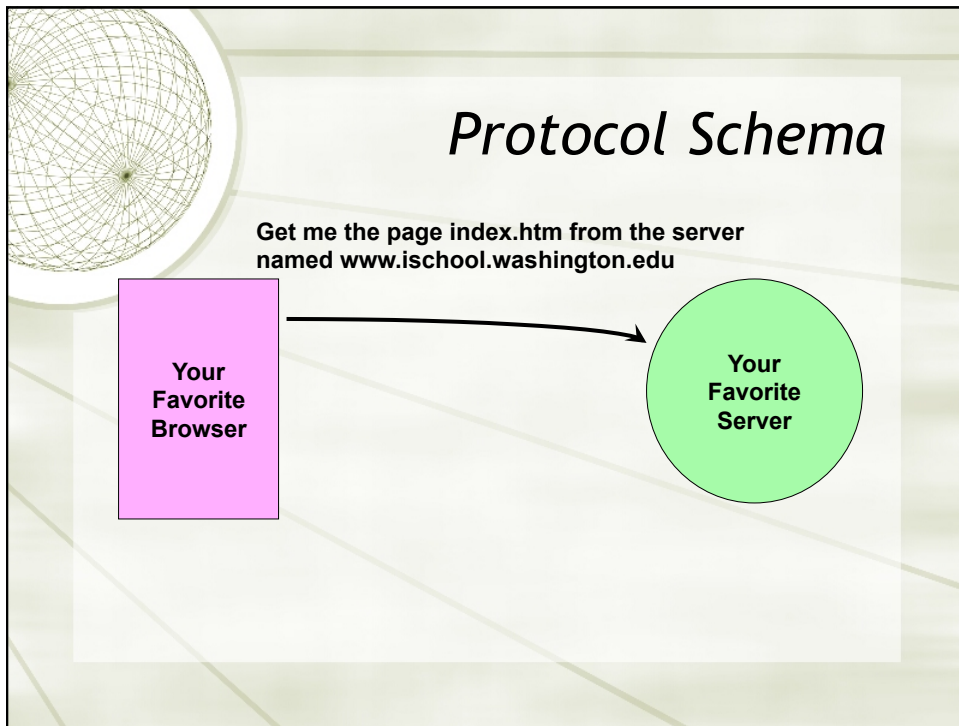 Protocol Schema
Get me the page index.htm from the server
named www.ischool.washington.edu
Your
Favorite
Browser
Your
Favorite
Server